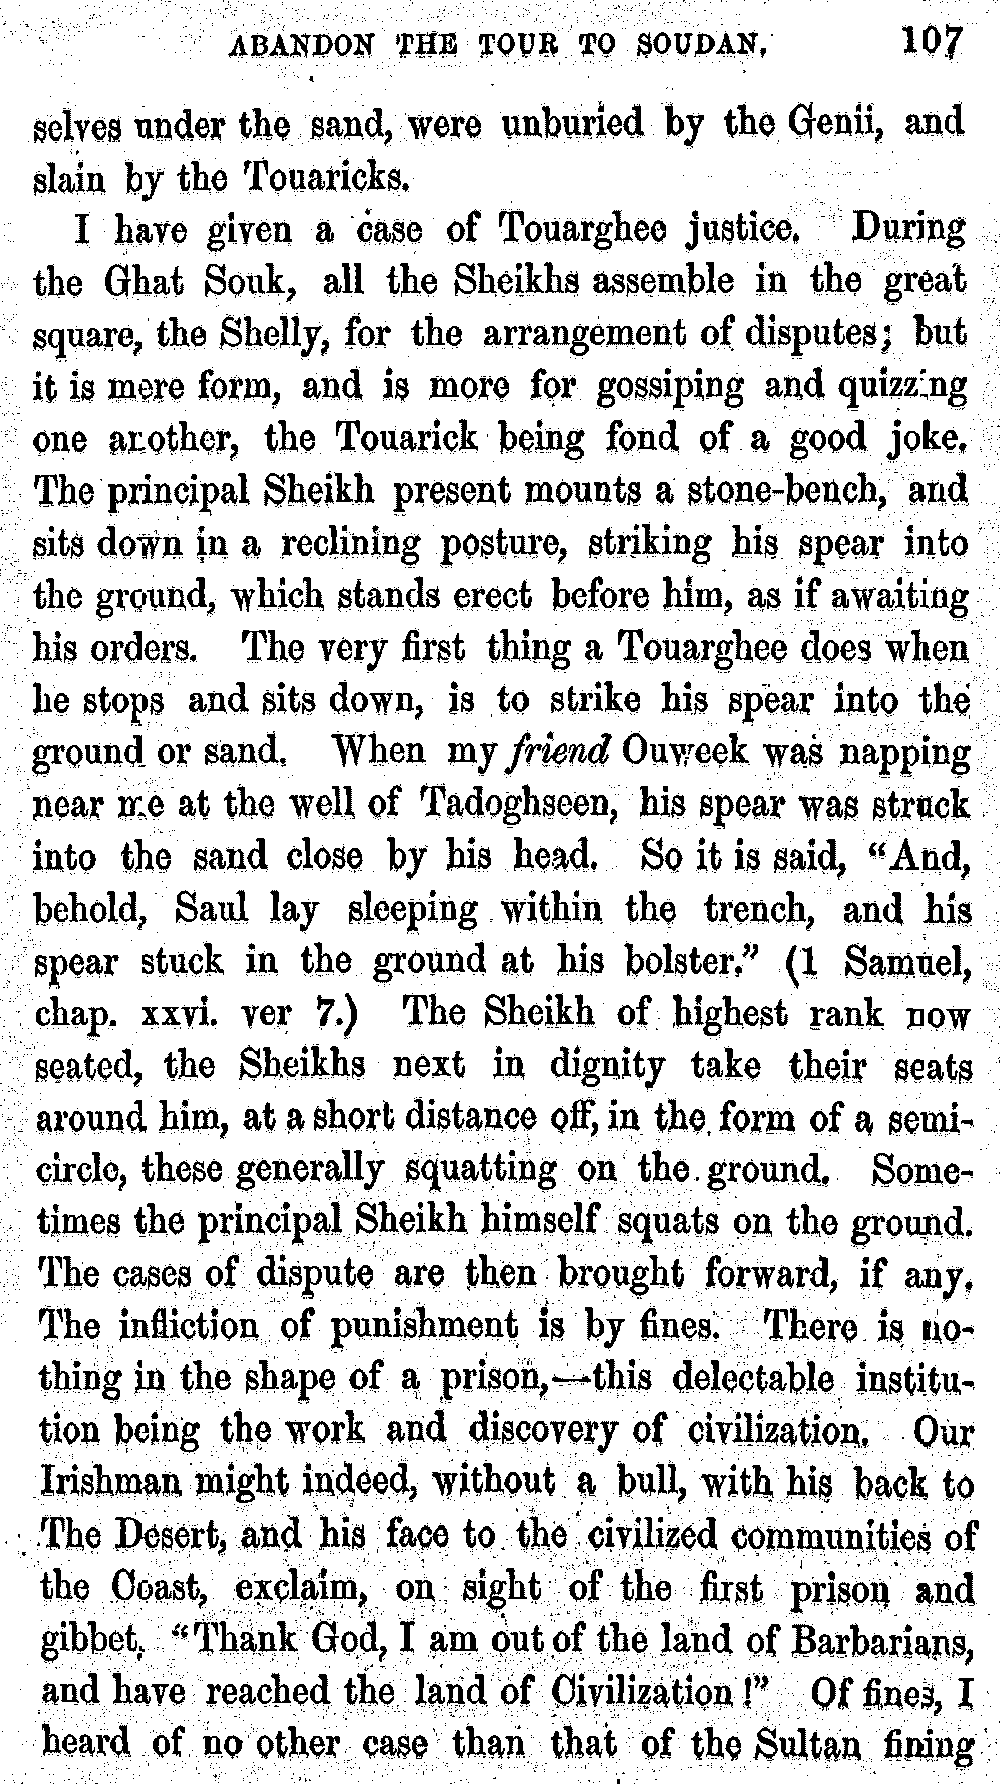 ABANDON THE TOUR TO SOUDAN. 107
selves under the sand, were unburied by the Genii, and
slain by the Touaricks.
I have given a case of Touarghee justice. During
the Ghat Souk, all the Sheikhs assemble in the great
square, the Shelly, for the arrangement of disputes; but
it is mere form, and is more for gossiping and quizzing
one another, the Touarick being fond of a good joke.
The principal Sheikh present mounts a stone-bench, and
sits down in a reclining posture, striking his spear into
the ground, which stands erect before him, as if awaiting
his orders. The very first thing a Touarghee does when
he stops and sits down, is to strike his spear into the
ground or sand. When my friend Ouweek was napping
near me at the well of Tadoghseen, his spear was struck
into the sand close by his head. So it is said, "And,
behold, Saul lay sleeping within the trench, and his
spear stuck in the ground at his bolster." (1 Samuel,
chap. xxvi. ver 7.) The Sheikh of highest rank now
seated, the Sheikhs next in dignity take their seats
around him, at a short distance off, in the form of a semi-
circle, these generally squatting on the ground. Some-
times the principal Sheikh himself squats on the ground.
The cases of dispute are then brought forward, if any.
The infliction of punishment is by fines. There is no-
thing in the shape of a prison,—this delectable institu-
tion being the work and discovery of civilization. Our
Irishman might indeed, without a bull, with his back to
The Desert, and his face to the civilized communities of
the Coast, exclaim, on sight of the first prison and
gibbet, "Thank God, I am out of the land of Barbarians,
and have reached the land of Civilization!" Of fines, I
heard of no other case than that of the Sultan fining